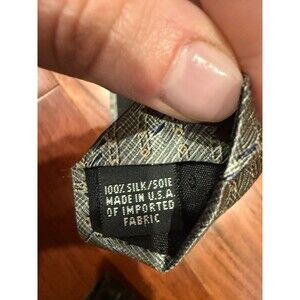 100% SILK/SOIE
MADE IN U.S.A.
OF IMPORTED
FABRIC